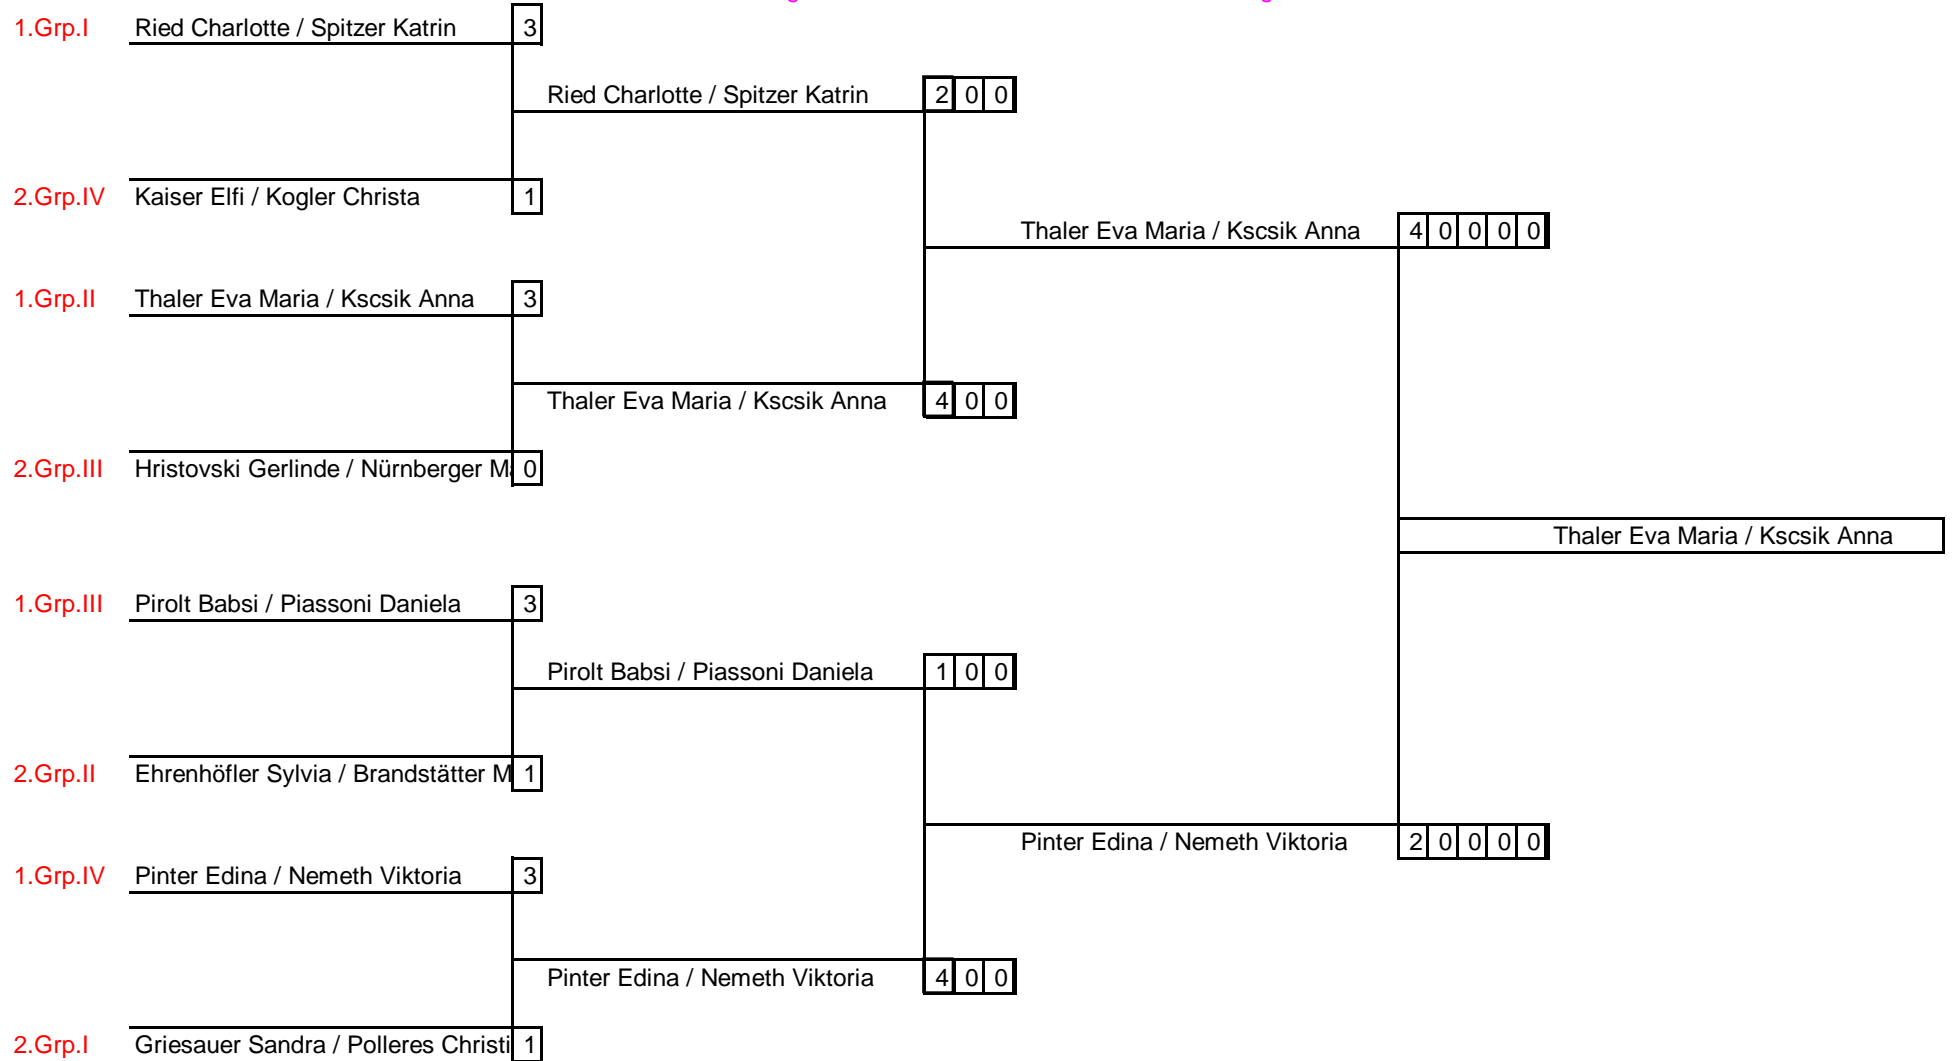 1.Grp.I Ried Charlotte / Spitzer Katrin 3
Ried Charlotte / Spitzer Katrin 2 0 0
2.Grp.IV Kaiser Elfi / Kogler Christa 1
Thaler Eva Maria / Kscsik Anna 4 0 0 0 0
1.Grp.II Thaler Eva Maria / Kscsik Anna 3
Thaler Eva Maria / Kscsik Anna 4 0 0
2.Grp.III Hristovski Gerlinde / Nürnberger 0
Thaler Eva Maria / Kscsik Anna
1.Grp.III Pirolt Babsi / Piassoni Daniela 3
Pirolt Babsi / Piassoni Daniela 1 0 0
2.Grp.II Ehrenhöfler Sylvia / Brandstätter M 1
Pinter Edina / Nemeth Viktoria 2 0 0 0 0
1.Grp.IV Pinter Edina / Nemeth Viktoria 3
Pinter Edina / Nemeth Viktoria 4 0 0
2.Grp.I Griesauer Sandra / Polleres Christi 1